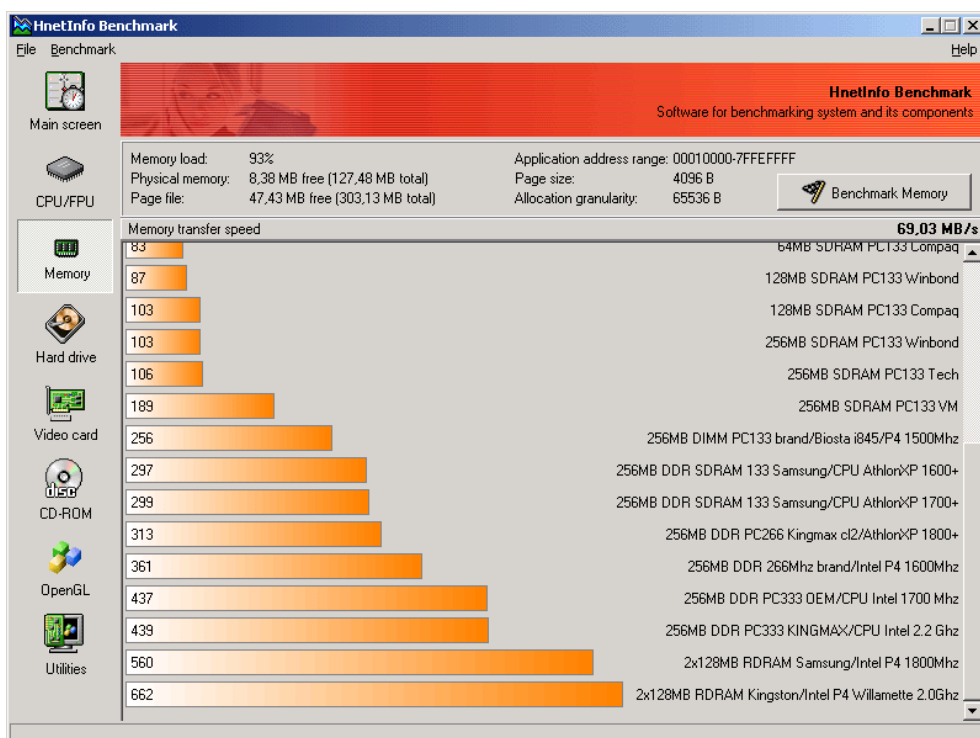 HnetInfo Benchmark
File Benchmark Help
HnetInfo Benchmark
Software for benchmarking system and its components
Main screen
CPU/FPU
Memory
Hard drive
Video card
disc
CD-ROM
OpenGL
Utilities
Memory load: 93%
Physical memory: 8,38 MB free (127,48 MB total)
Page file: 47,43 MB free (303,13 MB total)
Application address range: 00010000-7FFEFFFF
Page size: 4096 B
Allocation granularity: 65536 B
Benchmark Memory
Memory transfer speed 69,03 MB/s
83 64MB SDRAM PC133 Compaq
87 128MB SDRAM PC133 Winbond
103 128MB SDRAM PC133 Compaq
103 256MB SDRAM PC133 Winbond
106 256MB SDRAM PC133 Tech
189 256MB SDRAM PC133 VM
256 256MB DIMM PC133 brand/Biosta i845/P4 1500Mhz
297 256MB DDR SDRAM 133 Samsung/CPU AthlonXP 1600+
299 256MB DDR SDRAM 133 Samsung/CPU AthlonXP 1700+
313 256MB DDR PC266 Kingmax cl2/AthlonXP 1800+
361 256MB DDR 266Mhz brand/Intel P4 1600Mhz
437 256MB DDR PC333 OEM/CPU Intel 1700 Mhz
439 256MB DDR PC333 KINGMAX/CPU Intel 2.2 Ghz
560 2x128MB RDRAM Samsung/Intel P4 1800Mhz
662 2x128MB RDRAM Kingston/Intel P4 Willamette 2.0Ghz